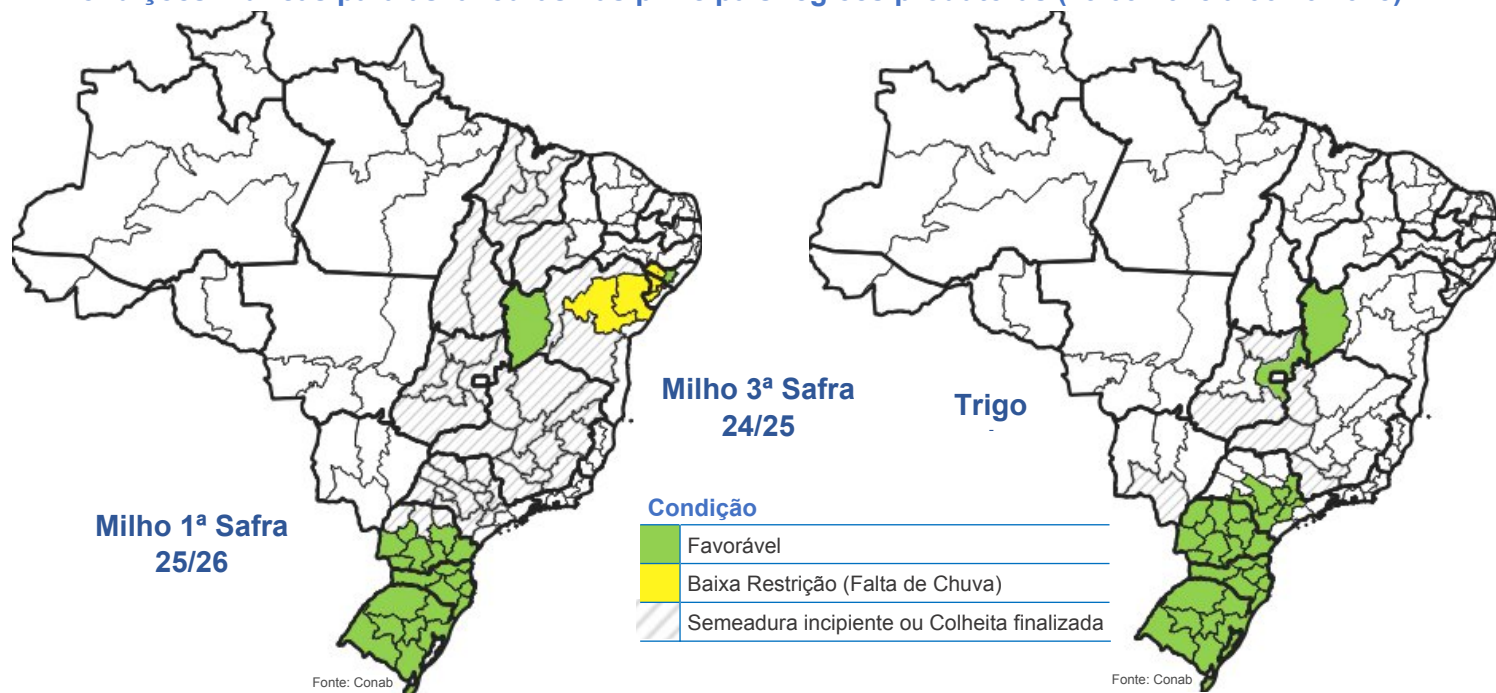 Milho 3ª Safra
24/25
Trigo
Milho 1ª Safra
25/26
Condição
Favorável
Baixa Restrição (Falta de Chuva)
Semeadura incipiente ou Colheita finalizada
Fonte: Conab
Fonte: Conab